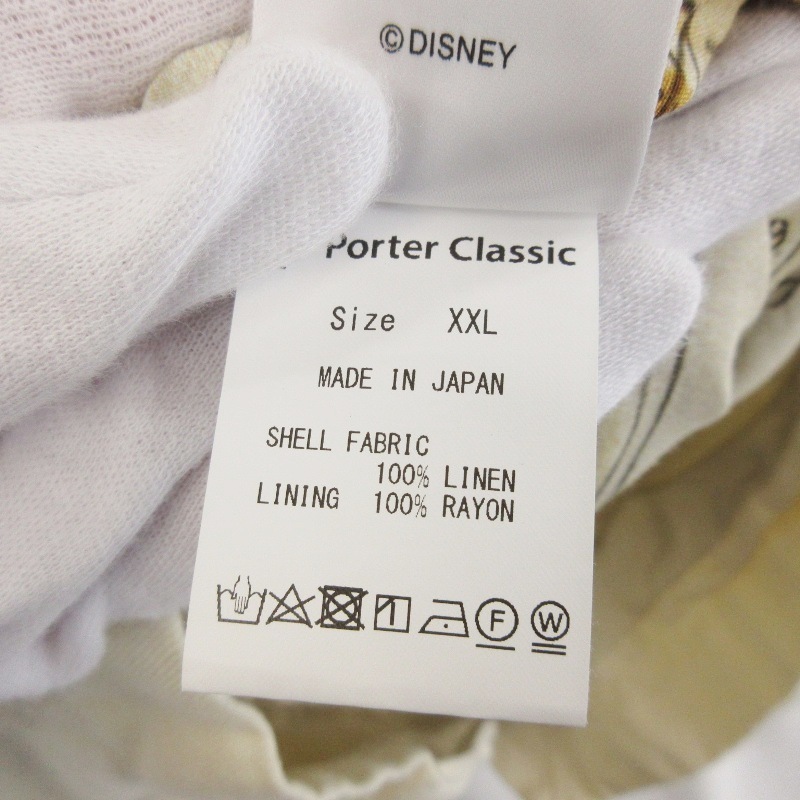 ©DISNEY
Porter Classic
Size XXL
MADE IN JAPAN
SHELL FABRIC
100% LINEN
LINING 100% RAYON
F W